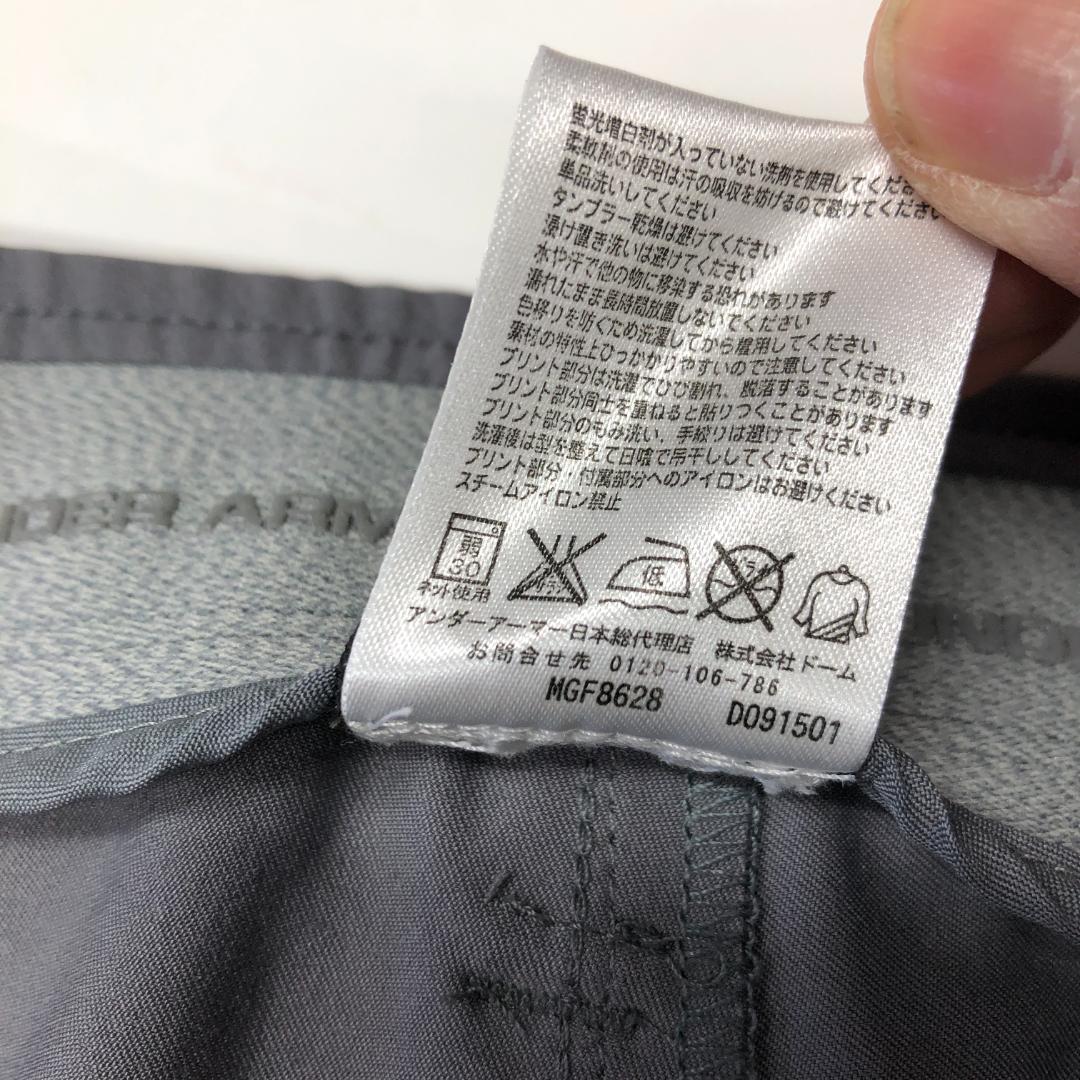 蛍光増白剤が入っていない洗剤を使用してくださ
柔軟剤の使用は汗の吸収を妨げるので避けてください
単品洗いしてください
タンブラー乾燥は避けてください
浸け置き洗いは避けてください
水や汗で他の物に移染する恐れがあります
濡れたまま長時間放置しないでください
色移りを防ぐため洗濯してから着用してください
素材の特性上ひっかかりやすいので注意してください
プリント部分は洗濯でひび割れ、脱落することがあります
プリント部分同士を重ねると貼りつくことがあります
プリント部分のもみ洗い、手絞りは避けてください
洗濯後は型を整えて日陰で吊干ししてください
プリント部分・付属部分へのアイロンはお避けください
スチームアイロン禁止
弱
30
ネット使用
低
アンダーアーマー日本総代理店 株式会社ドーム
お問合せ先 0120-106-786
MGF8628 D091501
DER ARM